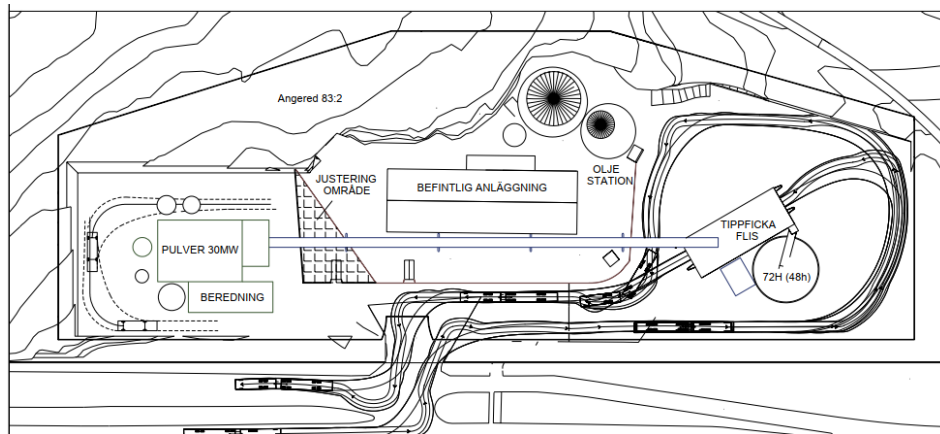 Angered 83:2
JUSTERING
OMRÅDE
BEFINTLIG ANLÄGGNING
OLJE
STATION
TIPPFICKA
FLIS
PULVER 30MW
72H (48h)
BEREDNING